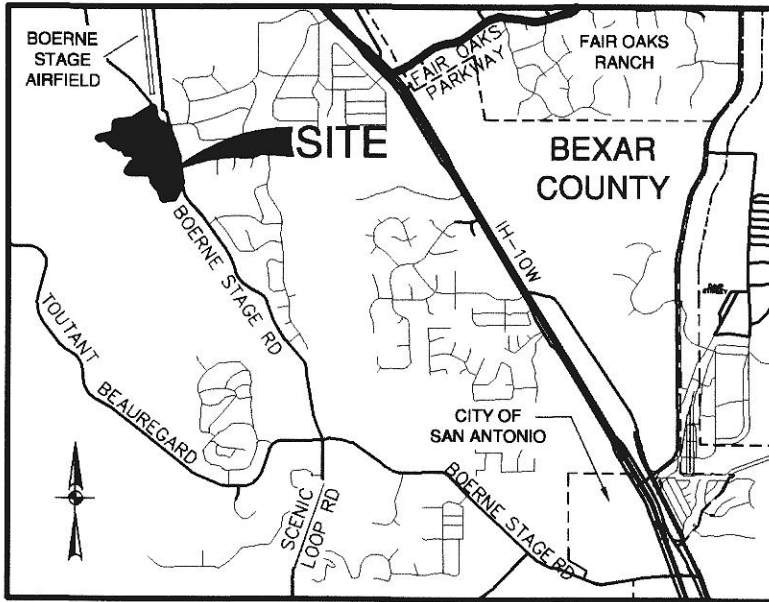 BOERNE
STAGE
AIRFIELD
FAIR OAKS
PARKWAY
FAIR OAKS
RANCH
SITE
BEXAR
COUNTY
BOERNE STAGE RD
IH-10W
TOUTANT
BEAUREGARD
CITY OF
SAN ANTONIO
SCENIC
LOOP RD
BOERNE STAGE RD